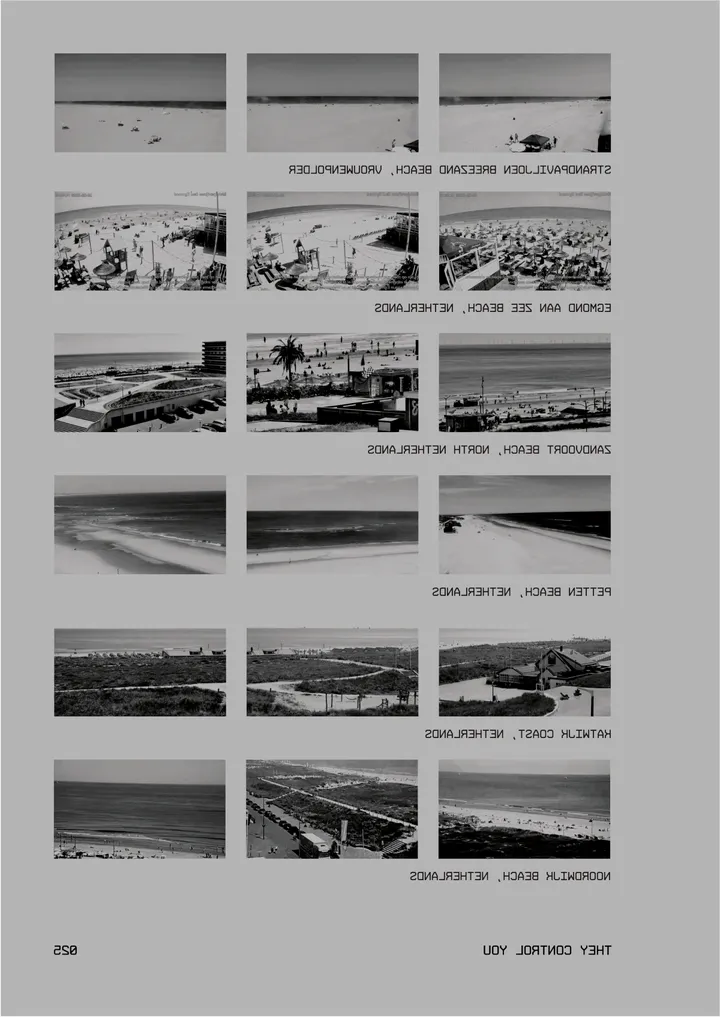 STRANDPAVILJOEN BREEZAND BEACH, VROUWENPOLDER
EGMOND AAN ZEE BEACH, NETHERLANDS
ZANDVOORT BEACH, NORTH NETHERLANDS
PETTEN BEACH, NETHERLANDS
KATWIJK COAST, NETHERLANDS
NOORDWIJK BEACH, NETHERLANDS
THEY CONTROL YOU
025